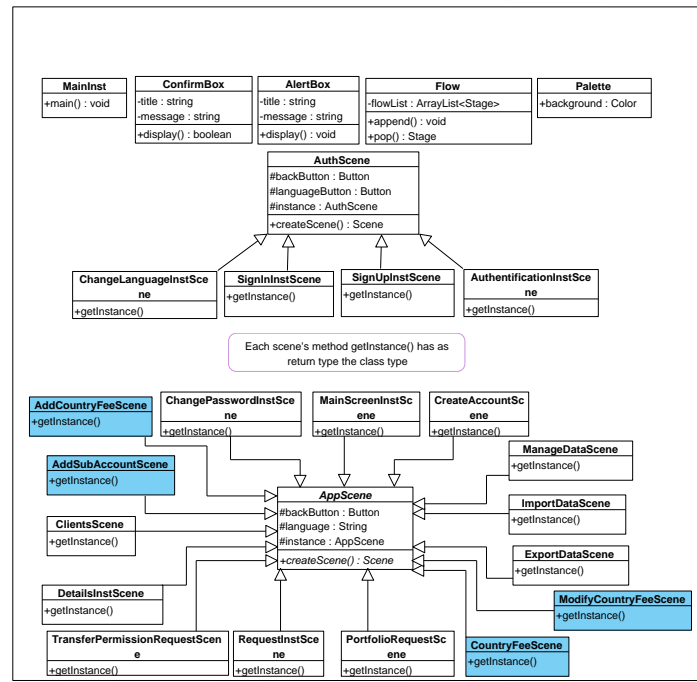 MainInst
+main() : void
ConfirmBox
-title : string
-message : string
+display() : boolean
AlertBox
-title : string
-message : string
+display() : void
Flow
-flowList : ArrayList<Stage>
+append() : void
+pop() : Stage
Palette
+background : Color
AuthScene
#backButton : Button
#languageButton : Button
#instance : AuthScene
+createScene() : Scene
ChangeLanguageInstSce
ne
+getInstance()
SignInInstScene
+getInstance()
SignUpInstScene
+getInstance()
AuthentificationInstSce
ne
+getInstance()
Each scene's method getInstance() has as
return type the class type
AddCountryFeeScene
+getInstance()
ChangePasswordInstSce
ne
+getInstance()
MainScreenInstSc
ene
+getInstance()
CreateAccountSc
ene
+getInstance()
ManageDataScene
+getInstance()
AddSubAccountScene
+getInstance()
AppScene
#backButton : Button
#language : String
#instance : AppScene
+createScene() : Scene
ImportDataScene
+getInstance()
ClientsScene
+getInstance()
ExportDataScene
+getInstance()
DetailsInstScene
+getInstance()
ModifyCountryFeeScene
+getInstance()
TransferPermissionRequestScen
e
+getInstance()
RequestInstSce
ne
+getInstance()
PortfolioRequestSc
ene
+getInstance()
CountryFeeScene
+getInstance()